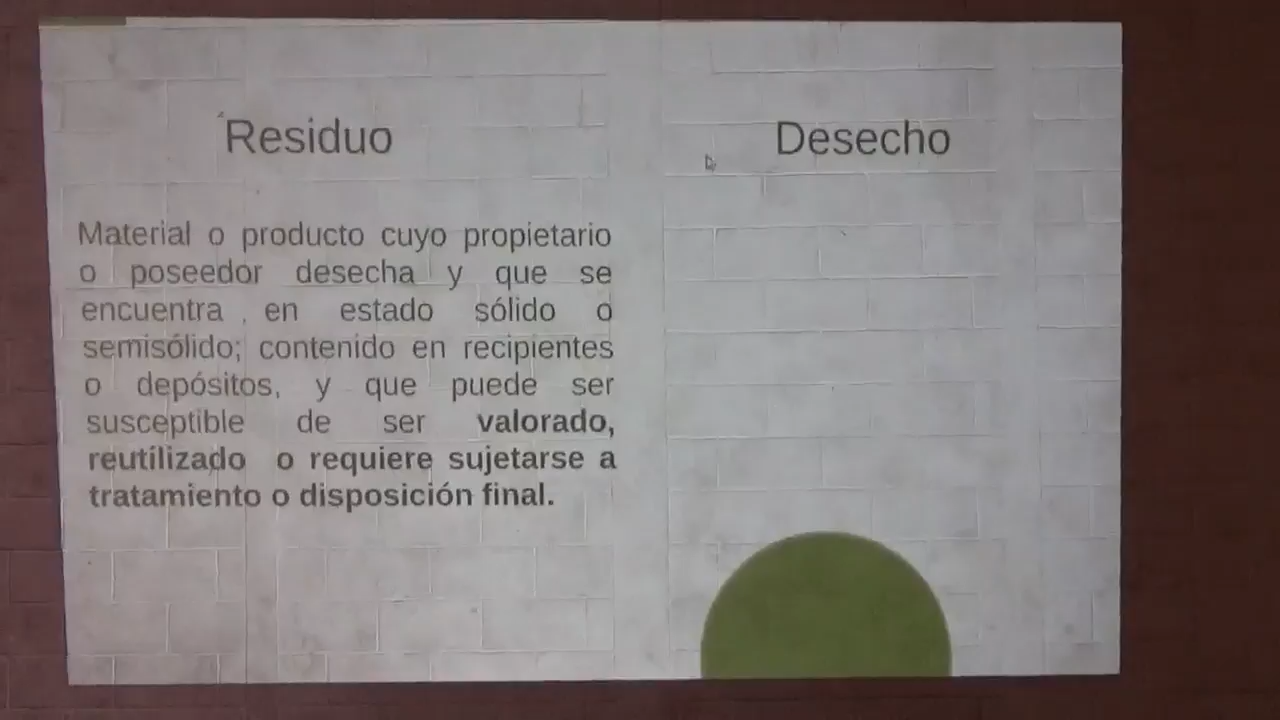 Residuo
Desecho
Material o producto cuyo propietario
o poseedor desecha y que se
encuentra en estado sólido o
semisólido; contenido en recipientes
o depósitos, y que puede ser
susceptible de ser valorado,
reutilizado o requiere sujetarse a
tratamiento o disposición final.